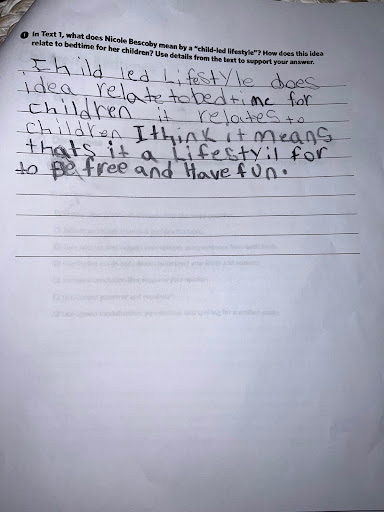 1 In Text 1, what does Nicole Bescoby mean by a "child-led lifestyle"? How does this idea
relate to bedtime for her children? Use details from the text to support your answer.
Child led Lifestyle does
idea relate to bedtime for
children it relates to
children I think it means
thats it a Lifestyil for
to Be free and Have fun.